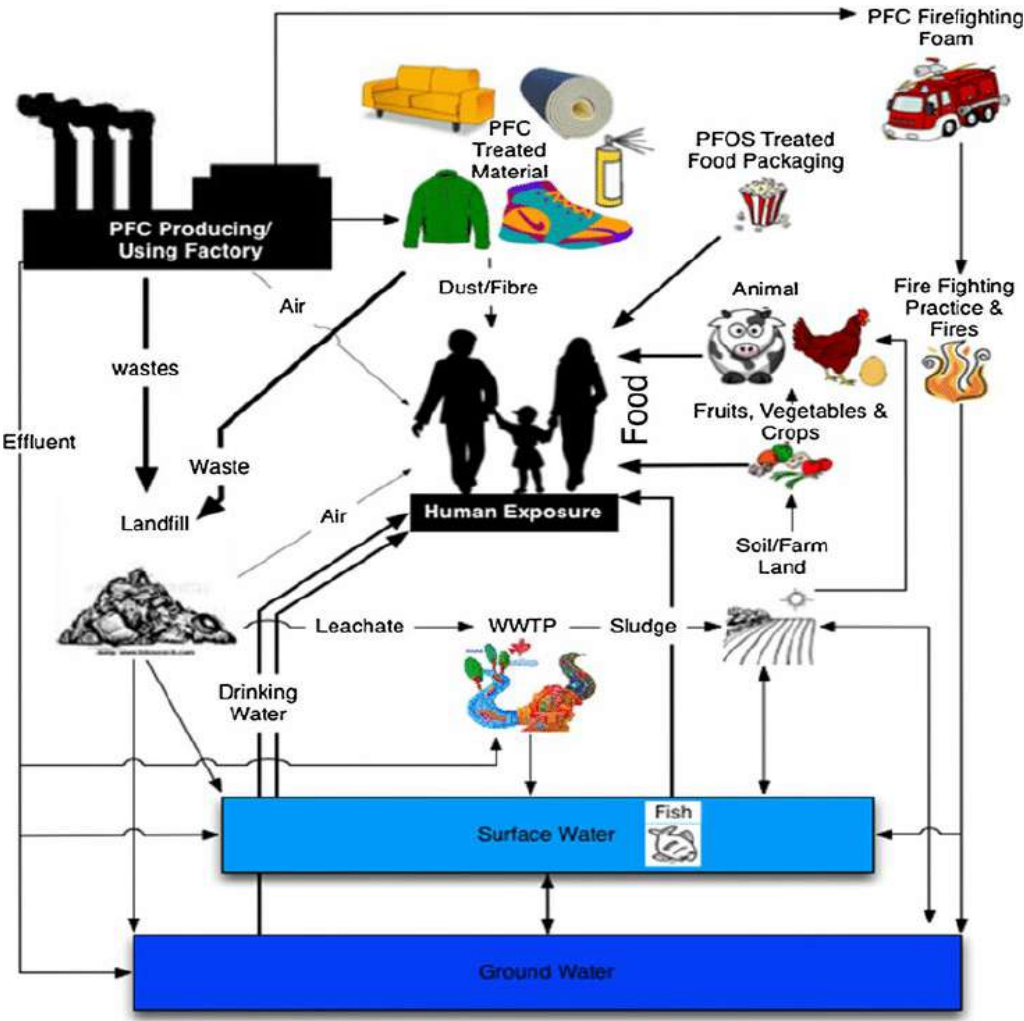 PFC Firefighting
Foam
PFC
Treated
Material
PFOS Treated
Food Packaging
PFC Producing/
Using Factory
Air
Dust/Fibre
Animal
Fire Fighting
Practice &
Fires
wastes
Food
Fruits, Vegetables &
Crops
Effluent
Waste
Landfill
Air
Human Exposure
Soil/Farm
Land
Leachate
WWTP
Sludge
Drinking
Water
Fish
Surface Water
Ground Water